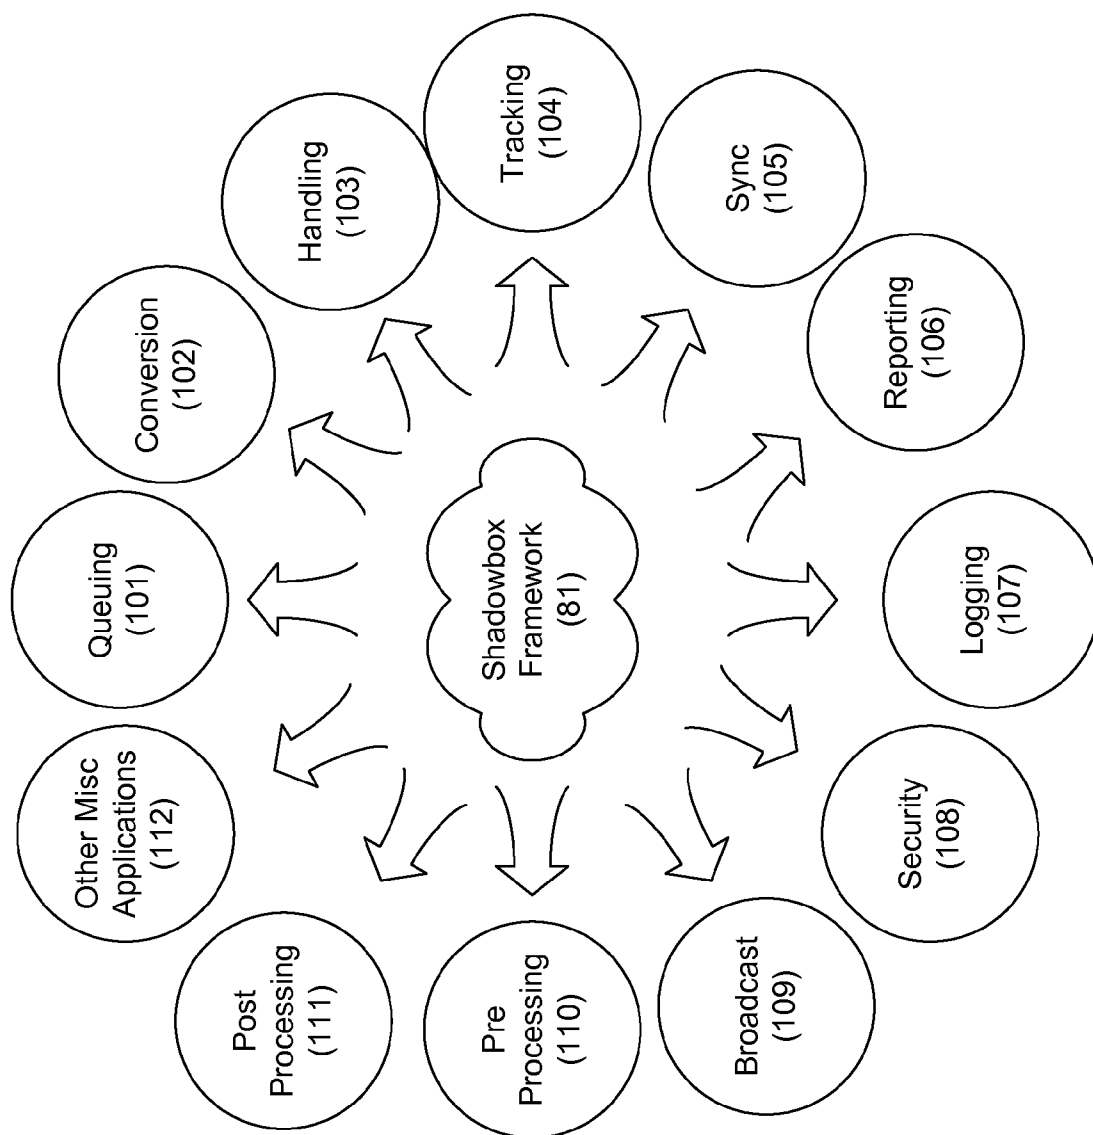 Queuing
(101)
Conversion
(102)
Handling
(103)
Tracking
(104)
Sync
(105)
Reporting
(106)
Logging
(107)
Security
(108)
Broadcast
(109)
Pre
Processing
(110)
Post
Processing
(111)
Other Misc
Applications
(112)
Shadowbox
Framework
(81)